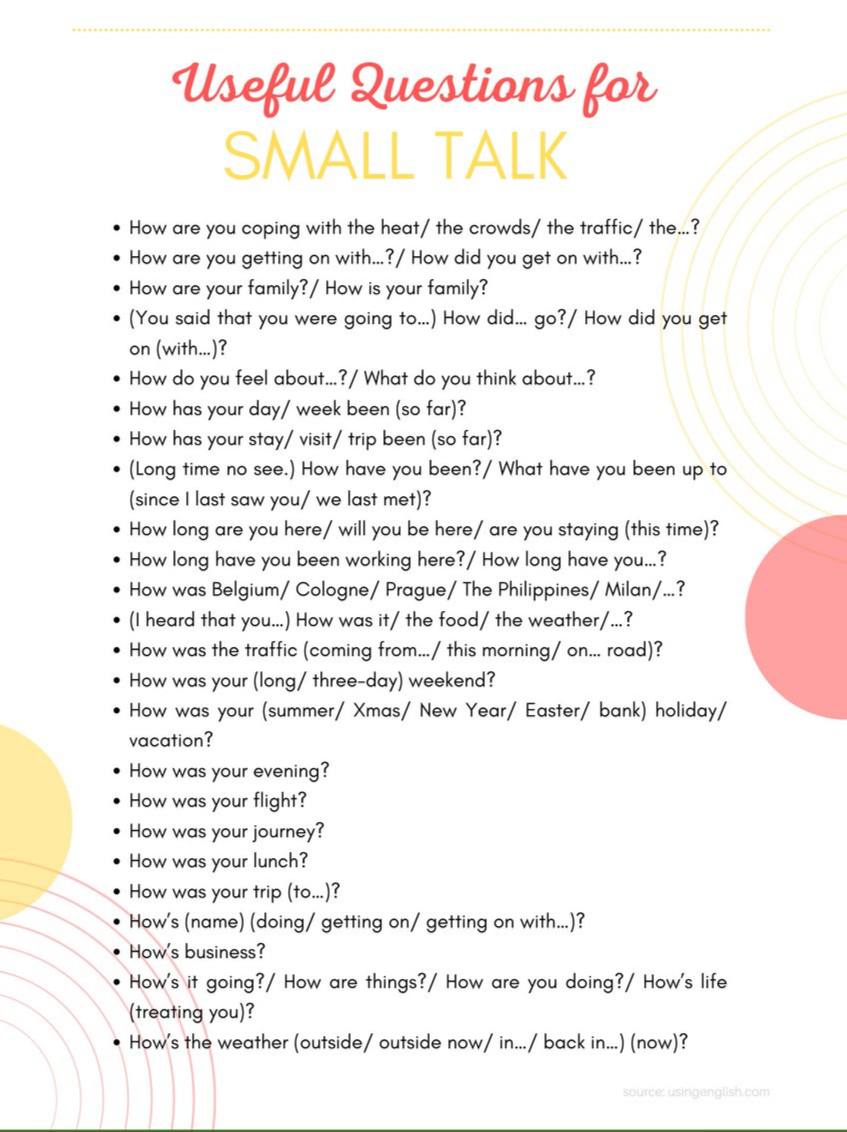 Useful Questions for
SMALL TALK
• How are you coping with the heat/ the crowds/ the traffic/ the...?
• How are you getting on with...?/ How did you get on with...?
• How are your family?/ How is your family?
• (You said that you were going to...) How did... go?/ How did you get
on (with...)?
• How do you feel about...?/ What do you think about...?
• How has your day/ week been (so far)?
• How has your stay/ visit/ trip been (so far)?
• (Long time no see.) How have you been?/ What have you been up to
(since I last saw you/ we last met)?
• How long are you here/ will you be here/ are you staying (this time)?
• How long have you been working here?/ How long have you...?
• How was Belgium/ Cologne/ Prague/ The Philippines/ Milan/...?
• (I heard that you...) How was it/ the food/ the weather/...?
• How was the traffic (coming from.../ this morning/ on... road)?
• How was your (long/ three-day) weekend?
• How was your (summer/ Xmas/ New Year/ Easter/ bank) holiday/
vacation?
• How was your evening?
• How was your flight?
• How was your journey?
• How was your lunch?
• How was your trip (to...)?
• How's (name) (doing/ getting on/ getting on with...)?
• How's business?
• How's it going?/ How are things?/ How are you doing?/ How's life
(treating you)?
• How's the weather (outside/ outside now/ in.../ back in...) (now)?
source: usingenglish.com